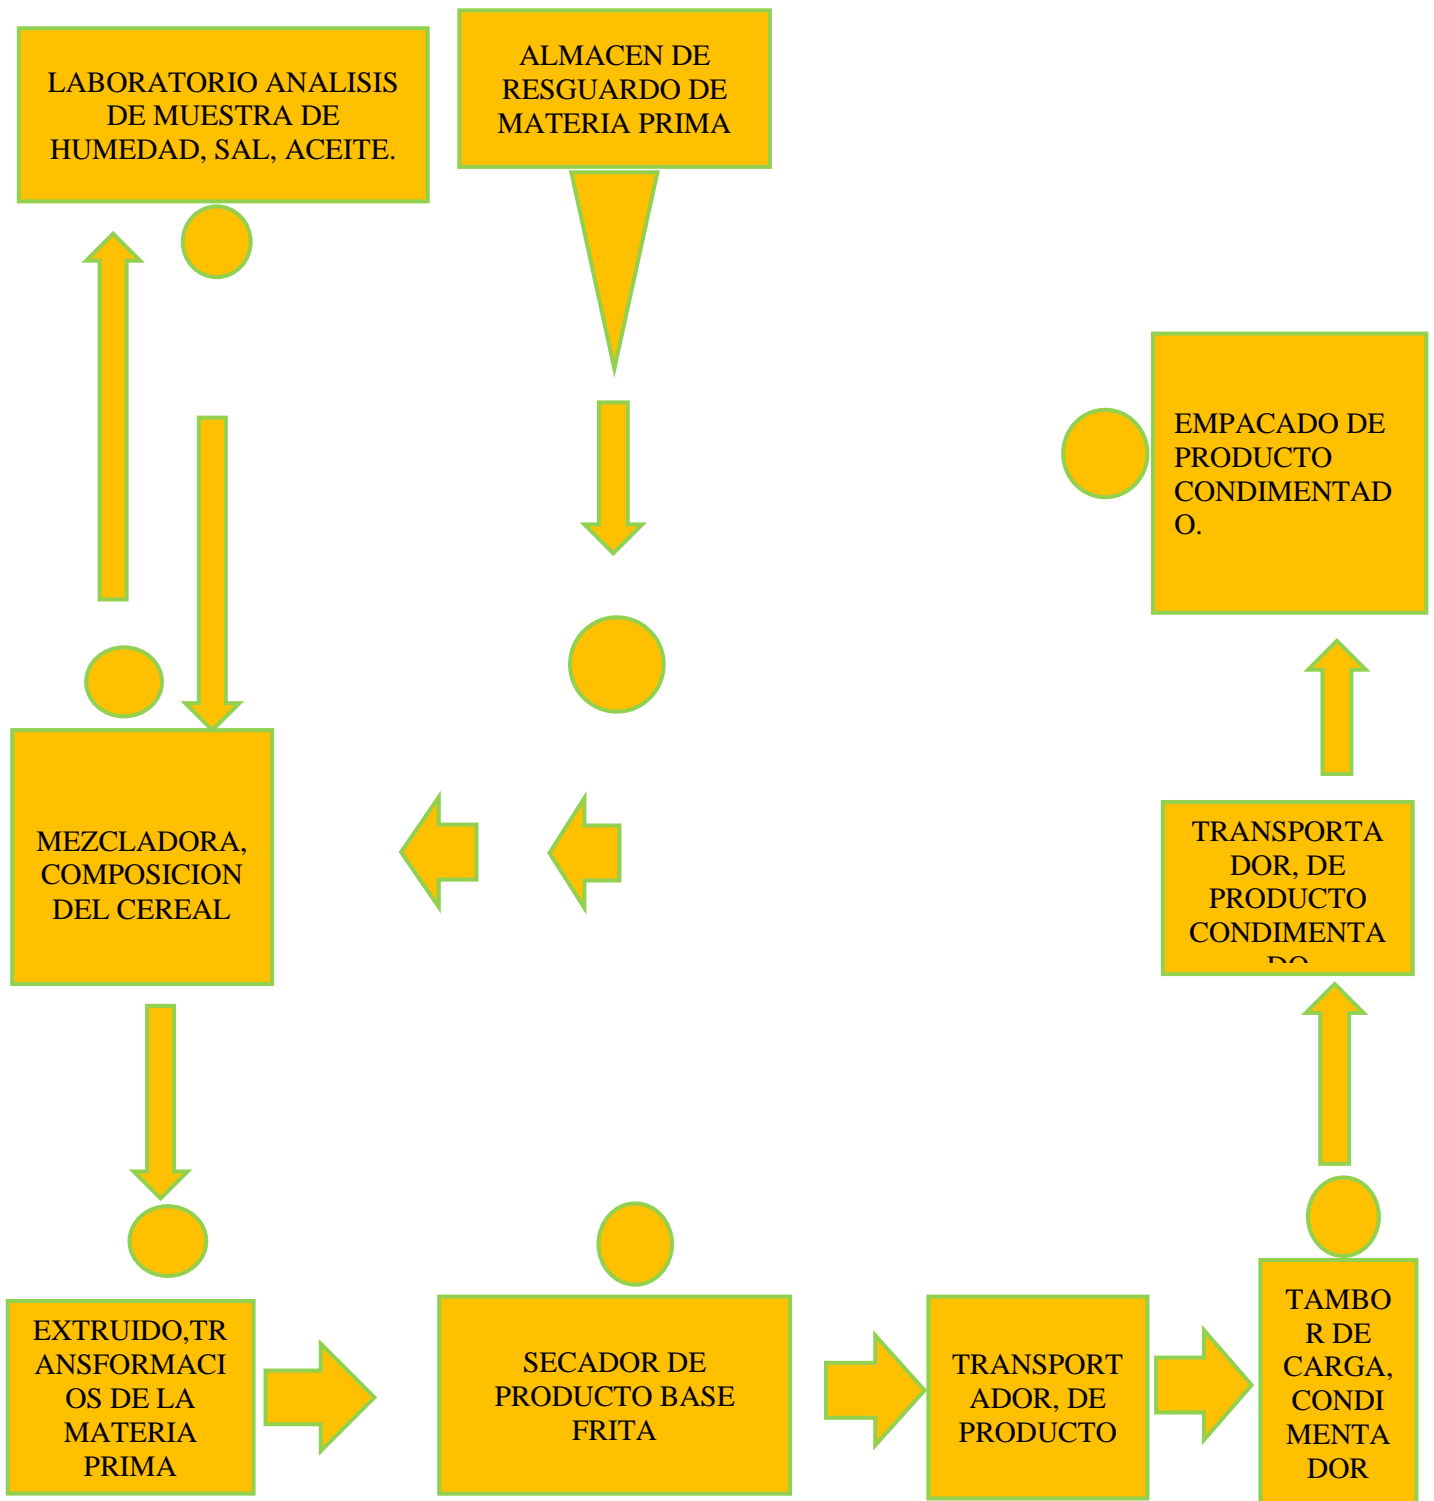 LABORATORIO ANALISIS
DE MUESTRA DE
HUMEDAD, SAL, ACEITE.
ALMACEN DE
RESGUARDO DE
MATERIA PRIMA
EMPACADO DE
PRODUCTO
CONDIMENTAD
O.
MEZCLADORA,
COMPOSICION
DEL CEREAL
TRANSPORTA
DOR, DE
PRODUCTO
CONDIMENTA
DO
EXTRUIDO,TR
ANSFORMACI
OS DE LA
MATERIA
PRIMA
SECADOR DE
PRODUCTO BASE
FRITA
TRANSPORT
ADOR, DE
PRODUCTO
TAMBO
R DE
CARGA,
CONDI
MENTA
DOR